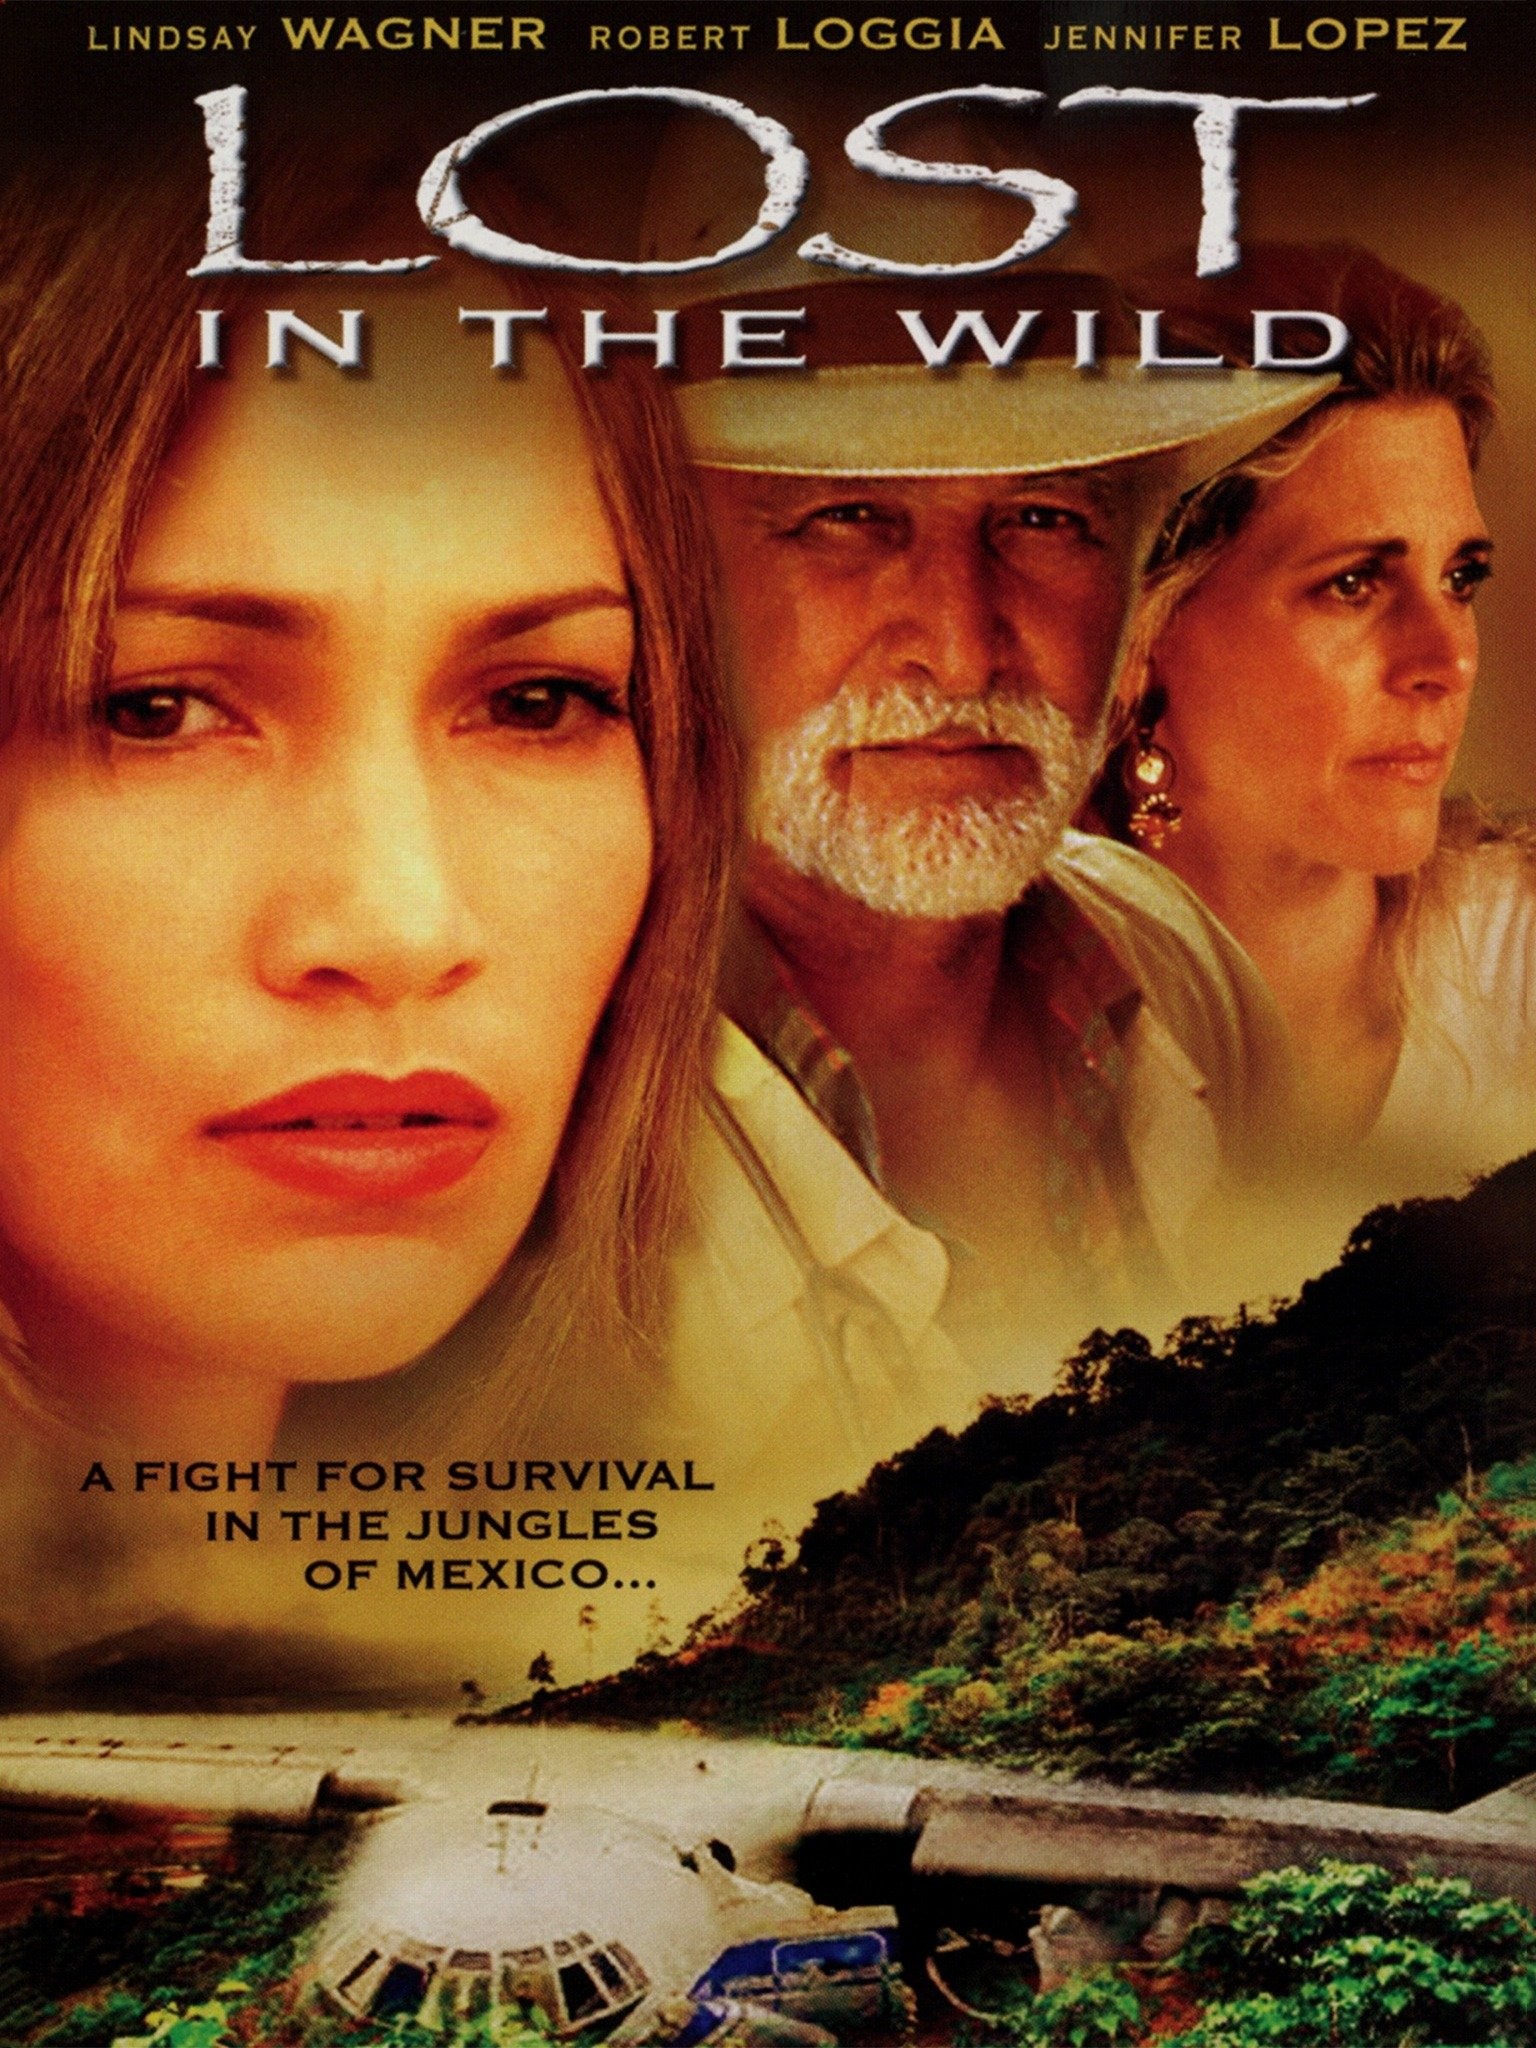 LINDSAY WAGNER ROBERT LOGGIA JENNIFER LOPEZ
LOST
IN THE WILD
A FIGHT FOR SURVIVAL
IN THE JUNGLES
OF MEXICO...